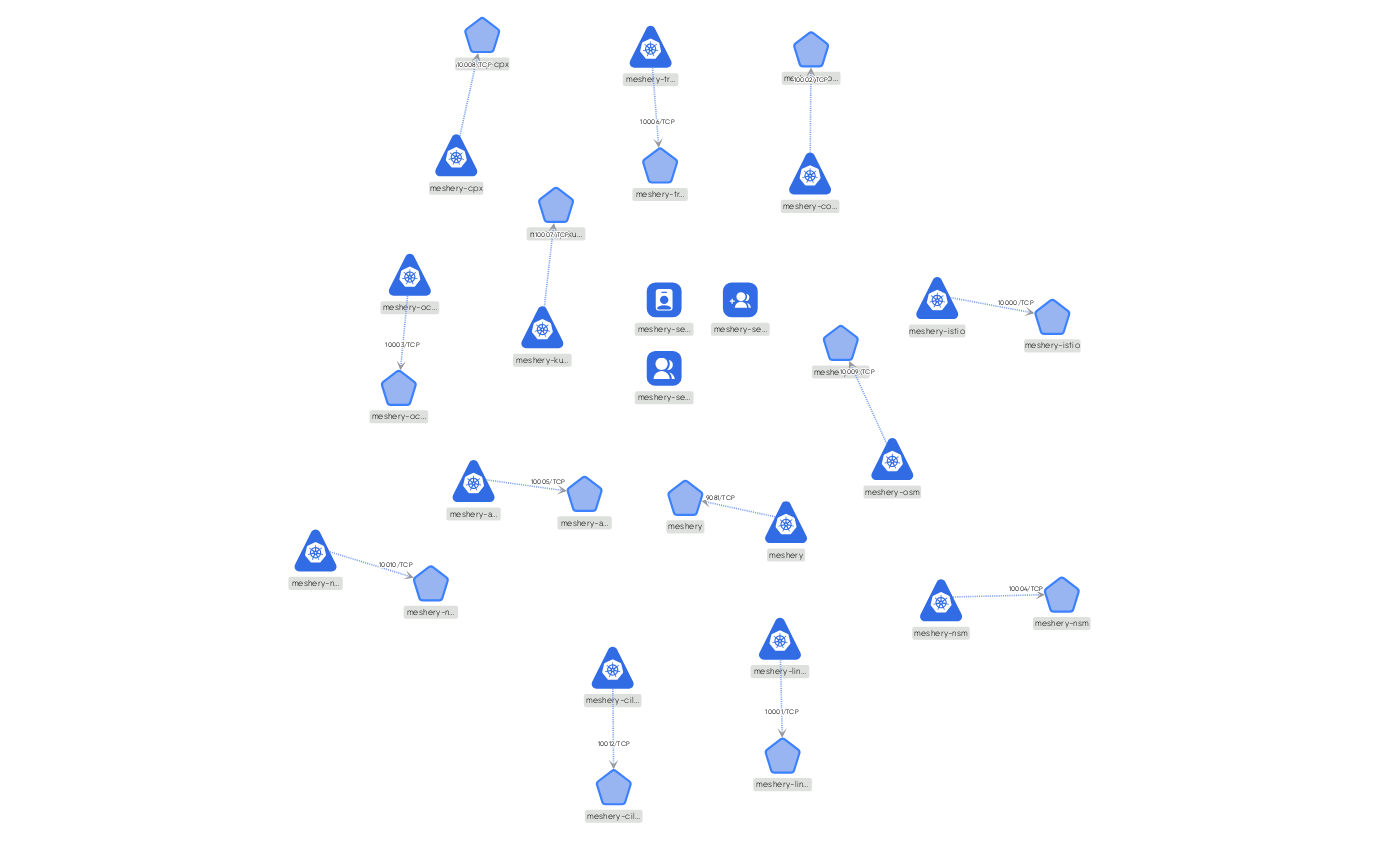 10008/TCP cpx
meshery-tr...
10002/TCP
10006/TCP
meshery-cpx
meshery-tr...
meshery-co...
10007/TCP
meshery-oc...
10000/TCP
meshery-se...
meshery-se...
meshery-istio
meshery-istio
10003/TCP
meshery-ku...
10009/TCP
meshery-se...
meshery-oc...
10005/TCP
meshery-osm
9081/TCP
meshery-a...
meshery-a...
meshery
meshery
10010/TCP
meshery-n...
10004/TCP
meshery-n...
meshery-nsm
meshery-nsm
meshery-lin...
meshery-cil...
10001/TCP
10012/TCP
meshery-lin...
meshery-cil...